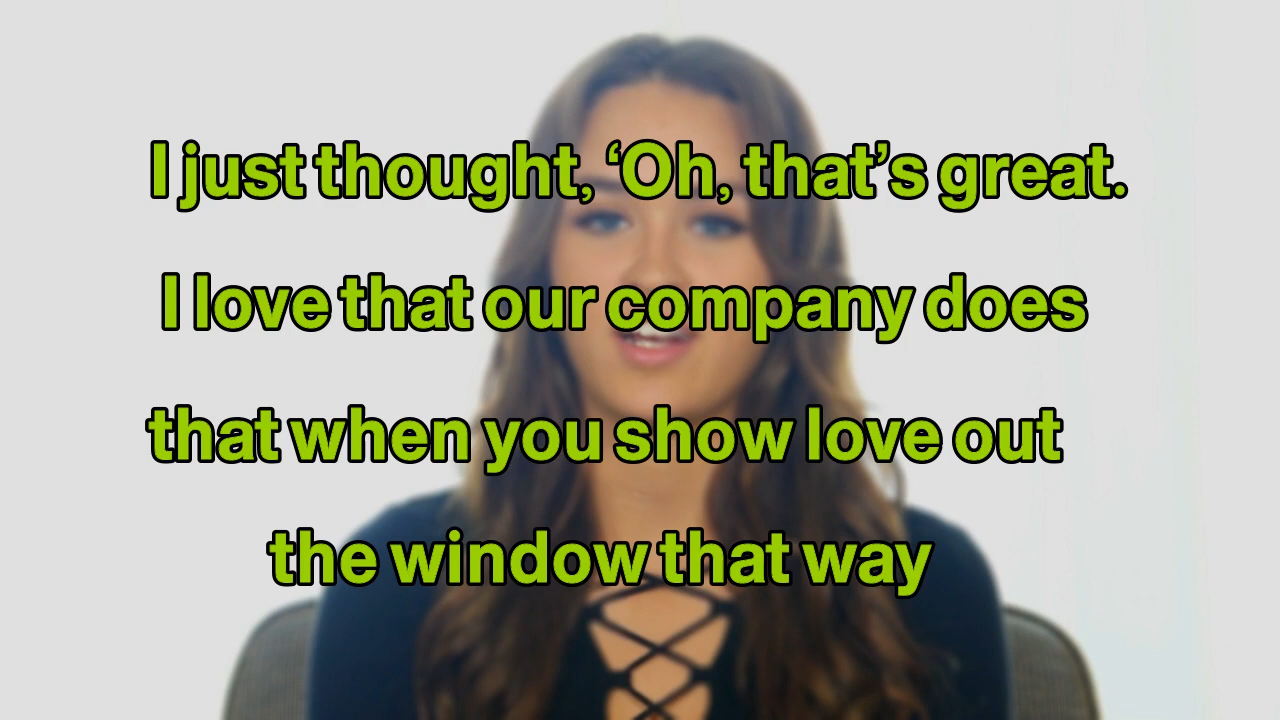 I just thought, ‘Oh, that’s great.
I love that our company does
that when you show love out
the window that way